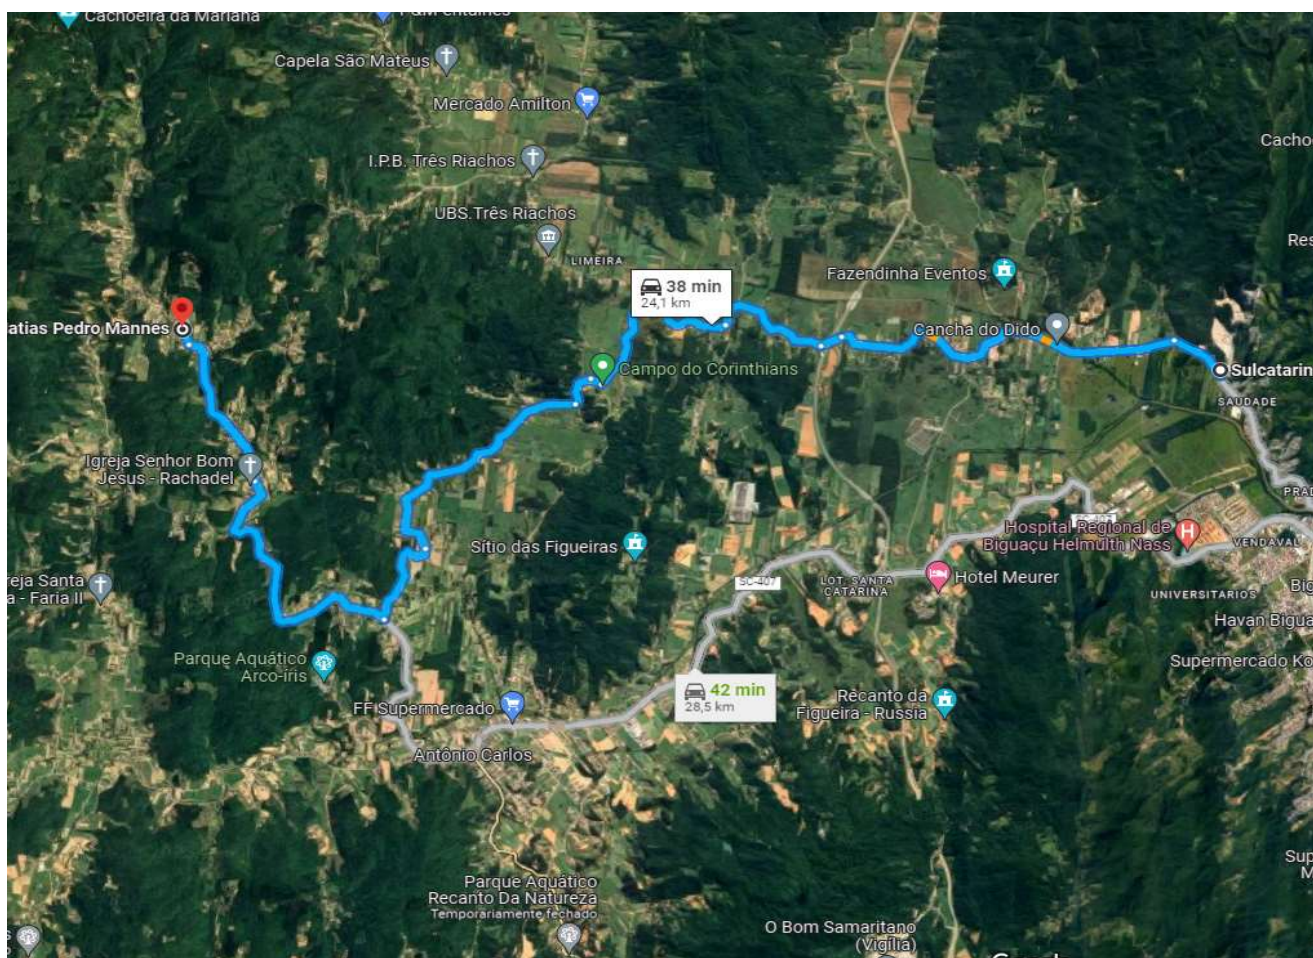 Cachoeira da Mariana
Capela São Mateus
Mercado Amilton
Cacho
I.P.B. Três Riachos
UBS.Três Riachos
LIMEIRA
Res
Fazendinha Eventos
38 min
24,1 km
atias Pedro Mannes
Cancha do Dido
Campo do Corinthians
Sulcatarin
SAUDADE
Igreja Senhor Bom
Jesus - Rachadel
PRAD
Hospital Regional de
Biguaçu Helmulth Nass
H
VENDAVAL
Sítio das Figueiras
reja Santa
a - Faria II
SC-407
LOT. SANTA
CATARINA
Hotel Meurer
Big
UNIVERSITÁRIOS
Havan Bigua
Parque Aquático
Arco-íris
Supermercado Ko
42 min
28,5 km
FF Supermercado
Recanto da
Figueira - Russia
Antônio Carlos
Sup
M
Parque Aquático
Recanto Da Natureza
Temporariamente fechado
O Bom Samaritano
(Vigília)